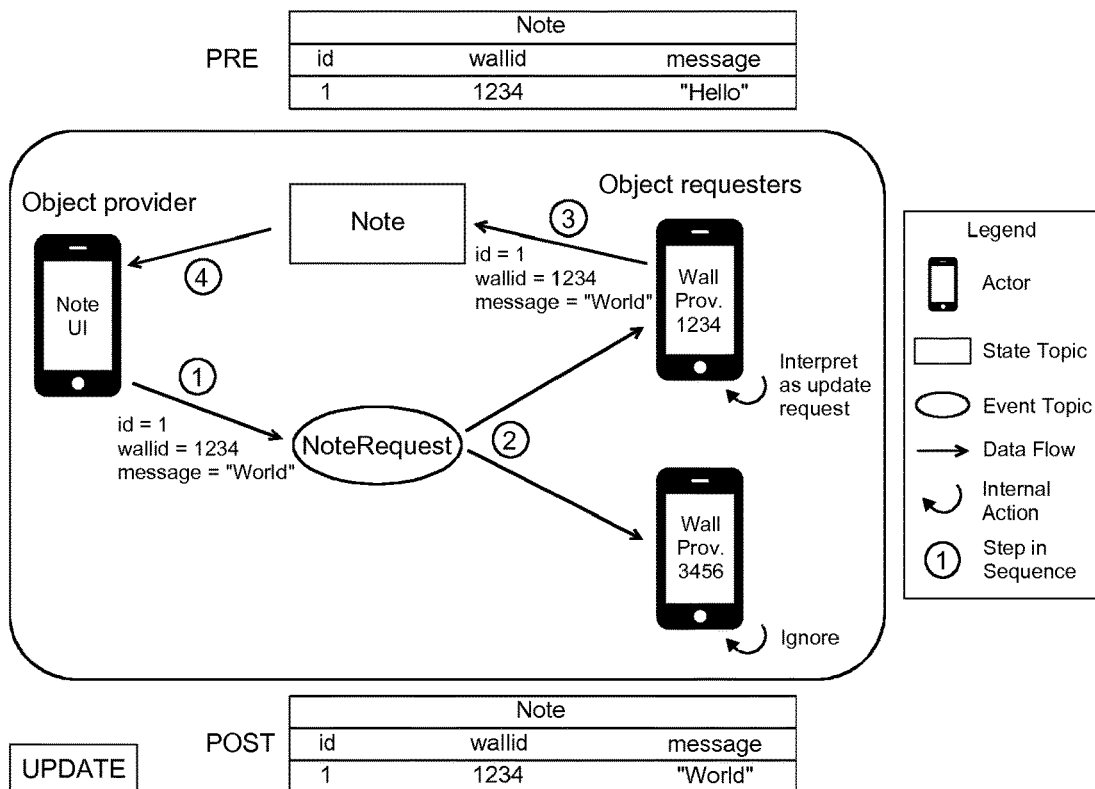 Note
PRE
id wallid message
1 1234 "Hello"
Object provider
Object requesters
Note
3
id = 1
wallid = 1234
message = "World"
4
Note
UI
Wall
Prov.
1234
Interpret
as update
request
1
id = 1
wallid = 1234
message = "World"
NoteRequest
2
Wall
Prov.
3456
Ignore
Legend
Actor
State Topic
Event Topic
Data Flow
Internal
Action
1
Step in
Sequence
Note
POST
id wallid message
1 1234 "World"
UPDATE